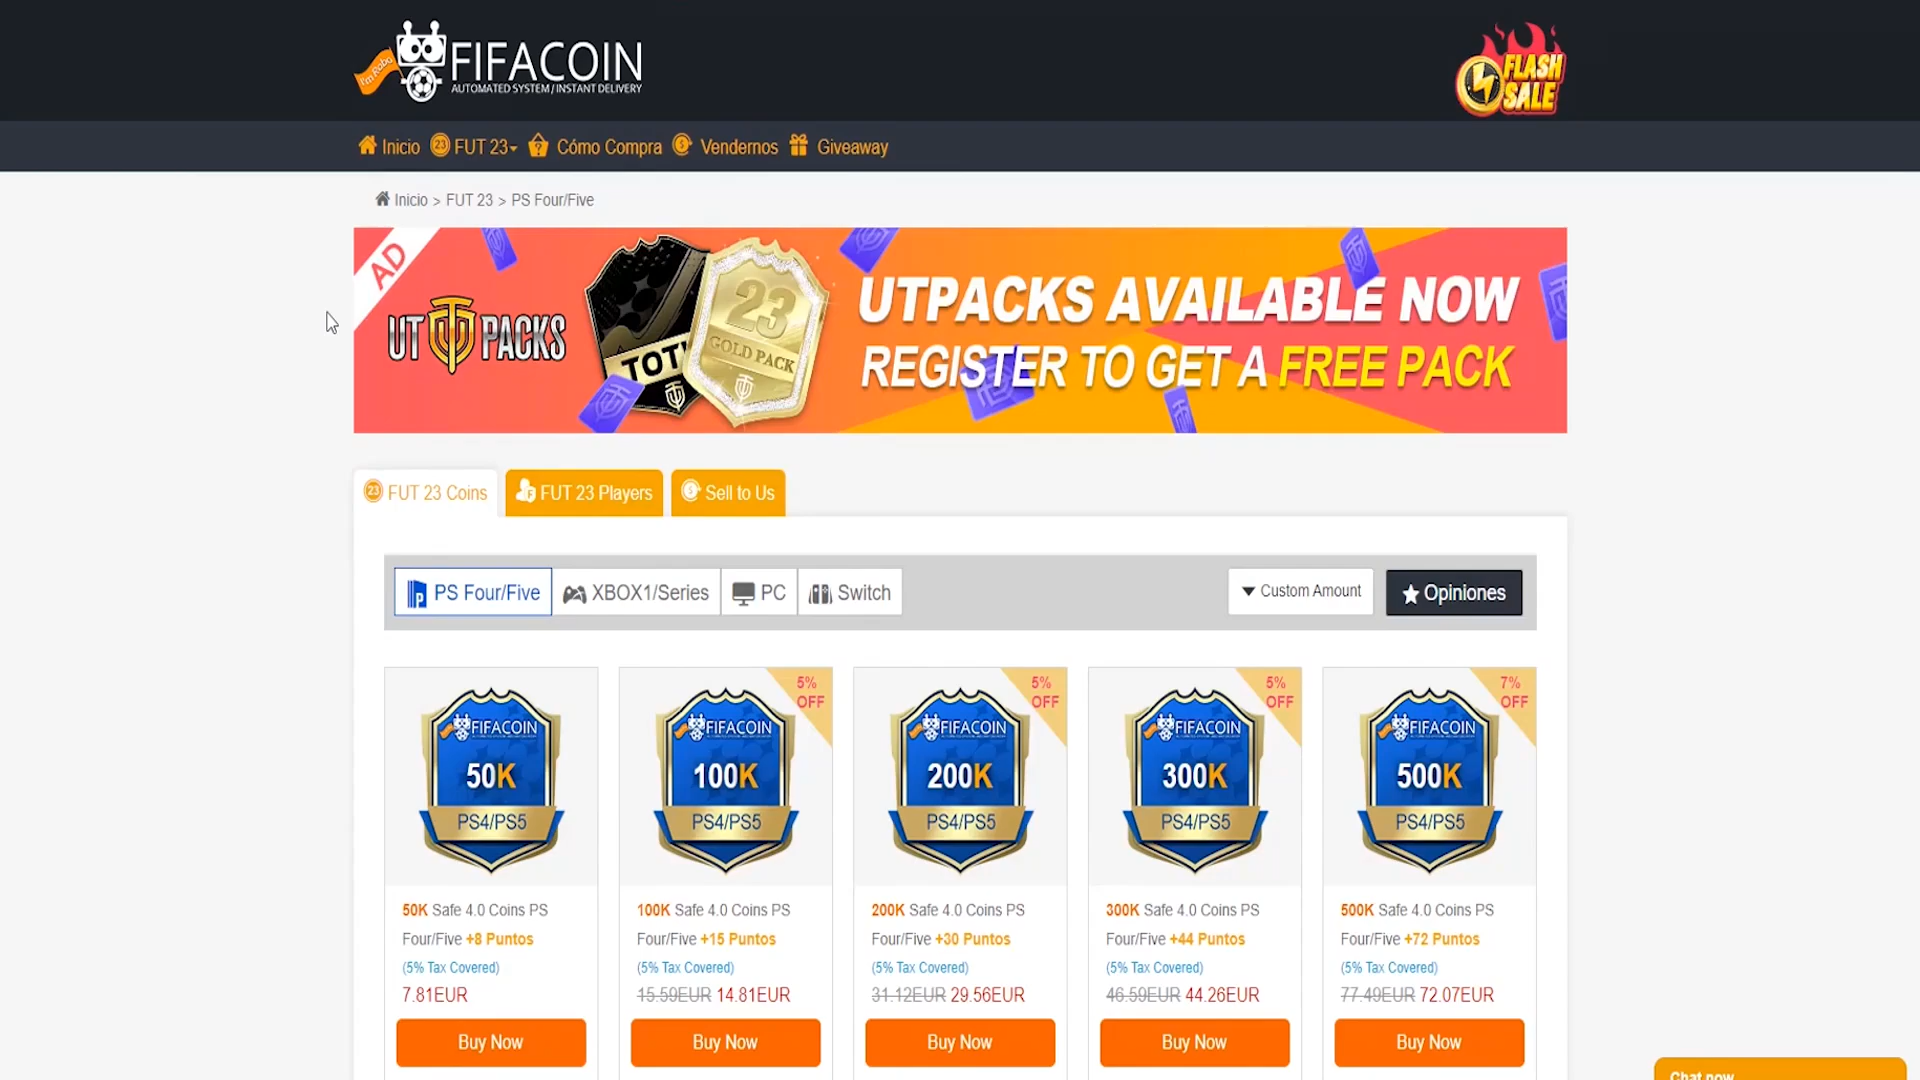 I'm Robo
FIFACOIN
AUTOMATED SYSTEM / INSTANT DELIVERY
FLASH
SALE
Inicio
23
FUT 23
Cómo Compra
Vendernos
Giveaway
Inicio > FUT 23 > PS Four/Five
AD
UT PACKS
23
GOLD PACK
UTPACKS AVAILABLE NOW
REGISTER TO GET A FREE PACK
23 FUT 23 Coins
FUT 23 Players
Sell to Us
PS Four/Five
XBOX1/Series
PC
Switch
Custom Amount
Opiniones
FIFACOIN
50K
PS4/PS5
50K Safe 4.0 Coins PS
Four/Five +8 Puntos
(5% Tax Covered)
7.81EUR
Buy Now
5%
OFF
FIFACOIN
100K
PS4/PS5
100K Safe 4.0 Coins PS
Four/Five +15 Puntos
(5% Tax Covered)
15.59EUR 14.81EUR
Buy Now
5%
OFF
FIFACOIN
200K
PS4/PS5
200K Safe 4.0 Coins PS
Four/Five +30 Puntos
(5% Tax Covered)
31.12EUR 29.56EUR
Buy Now
5%
OFF
FIFACOIN
300K
PS4/PS5
300K Safe 4.0 Coins PS
Four/Five +44 Puntos
(5% Tax Covered)
46.59EUR 44.26EUR
Buy Now
7%
OFF
FIFACOIN
500K
PS4/PS5
500K Safe 4.0 Coins PS
Four/Five +72 Puntos
(5% Tax Covered)
77.49EUR 72.07EUR
Buy Now
Chat now